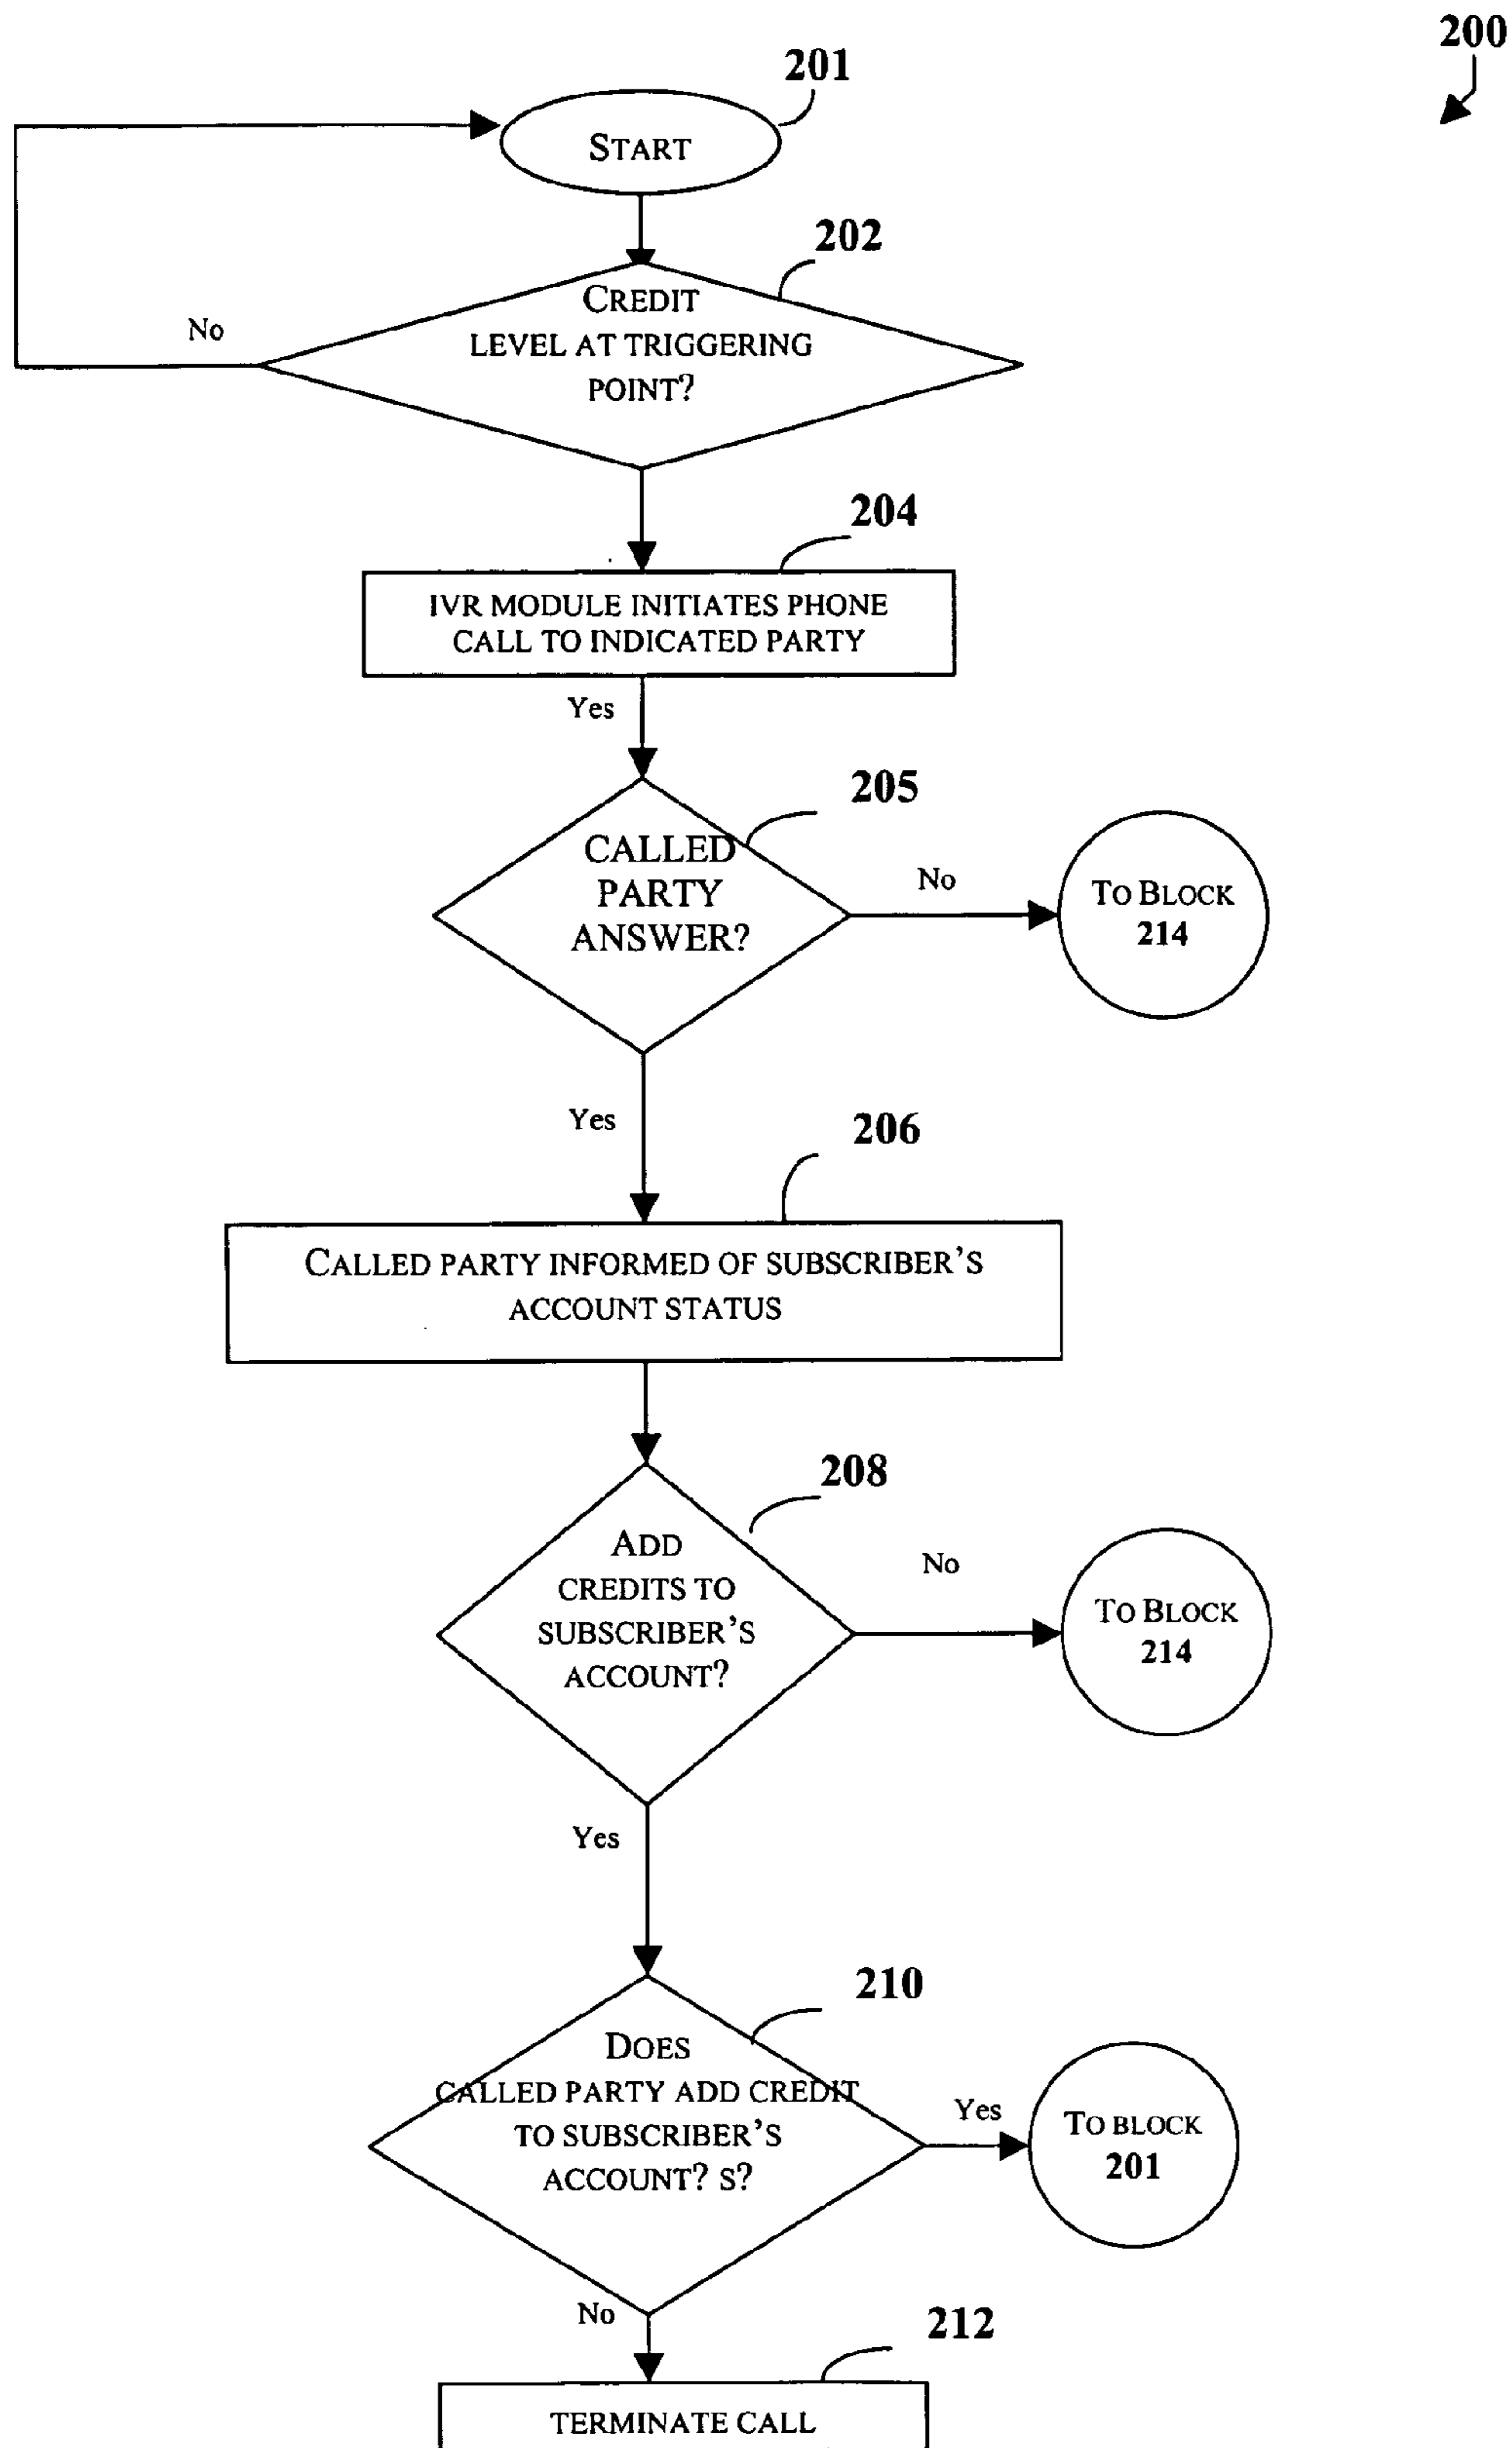 200
201
START
202
CREDIT
LEVEL AT TRIGGERING
POINT?
No
204
IVR MODULE INITIATES PHONE
CALL TO INDICATED PARTY
Yes
205
CALLED
PARTY
ANSWER?
No
TO BLOCK
214
Yes
206
CALLED PARTY INFORMED OF SUBSCRIBER'S
ACCOUNT STATUS
208
ADD
CREDITS TO
SUBSCRIBER'S
ACCOUNT?
No
TO BLOCK
214
Yes
210
DOES
CALLED PARTY ADD CREDIT
TO SUBSCRIBER'S
ACCOUNT? S?
Yes
TO BLOCK
201
No
212
TERMINATE CALL